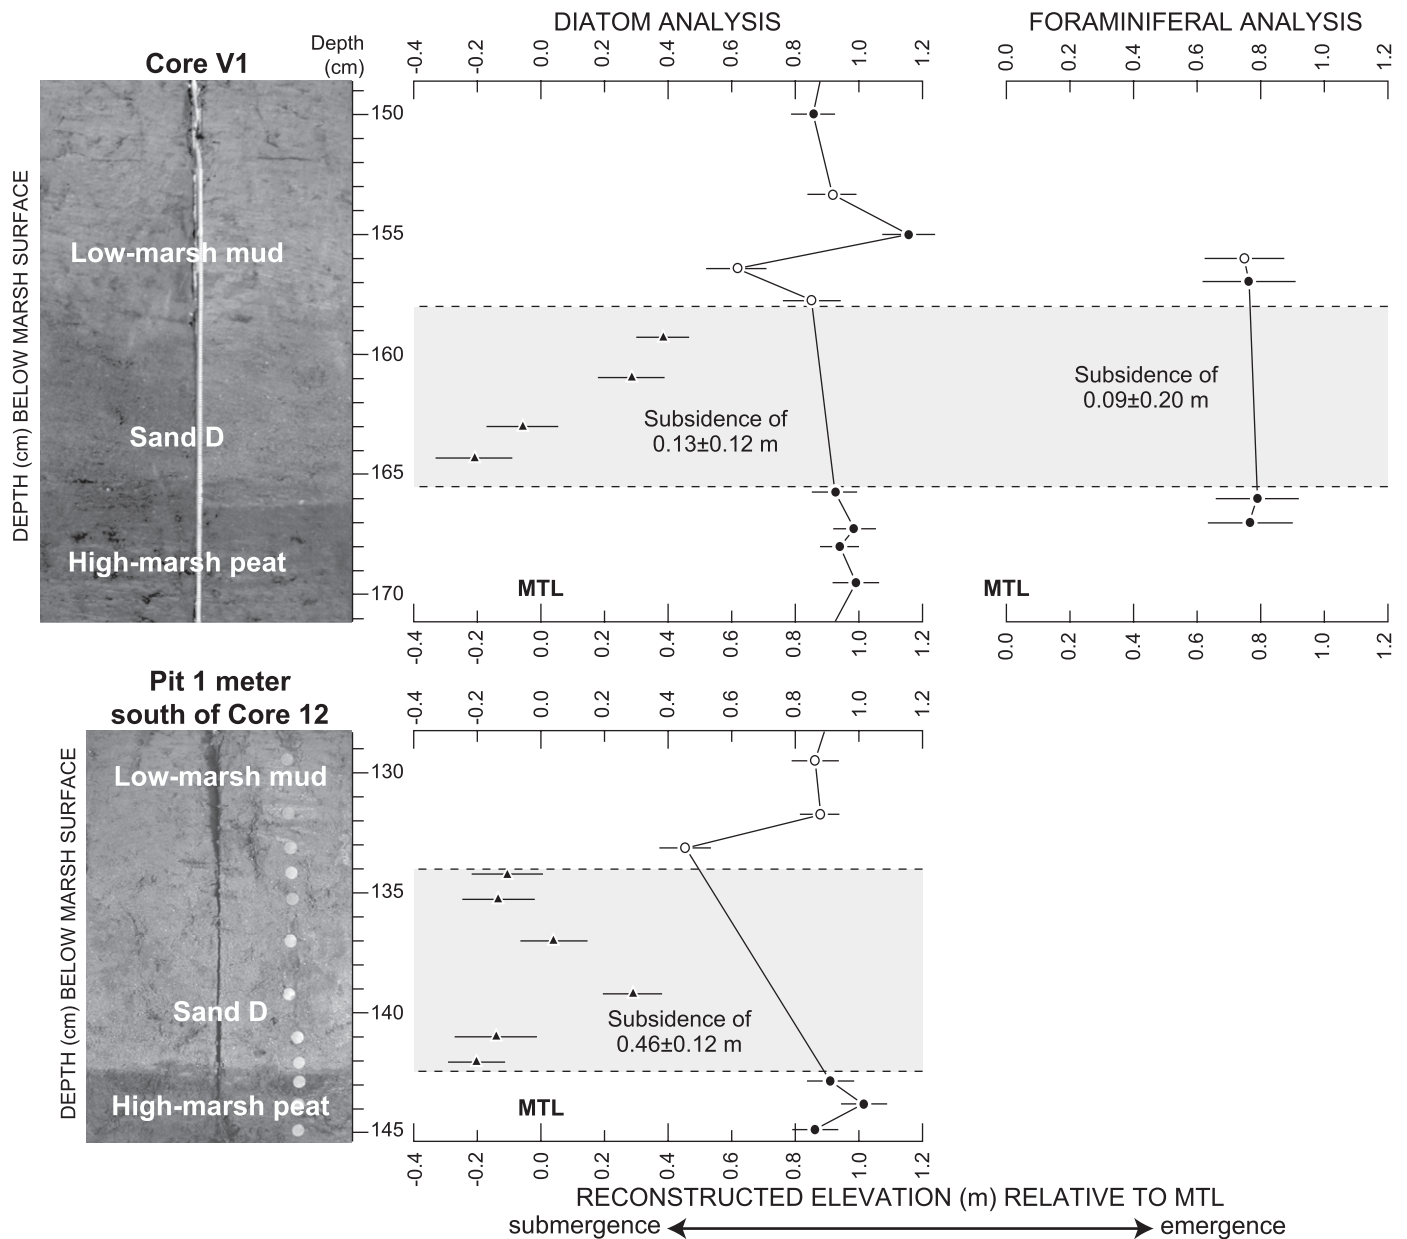 DIATOM ANALYSIS
FORAMINIFERAL ANALYSIS
Core V1
Depth
(cm)
-0.4 -0.2 0.0 0.2 0.4 0.6 0.8 1.0 1.2
0.0 0.2 0.4 0.6 0.8 1.0 1.2
DEPTH (cm) BELOW MARSH SURFACE
150
155
160
165
170
Low-marsh mud
Sand D
High-marsh peat
Subsidence of
0.13±0.12 m
Subsidence of
0.09±0.20 m
MTL
MTL
-0.4 -0.2 0.0 0.2 0.4 0.6 0.8 1.0 1.2
0.0 0.2 0.4 0.6 0.8 1.0 1.2
Pit 1 meter
south of Core 12
-0.4 -0.2 0.0 0.2 0.4 0.6 0.8 1.0 1.2
DEPTH (cm) BELOW MARSH SURFACE
130
135
140
145
Low-marsh mud
Sand D
High-marsh peat
Subsidence of
0.46±0.12 m
MTL
-0.4 -0.2 0.0 0.2 0.4 0.6 0.8 1.0 1.2
RECONSTRUCTED ELEVATION (m) RELATIVE TO MTL
submergence emergence